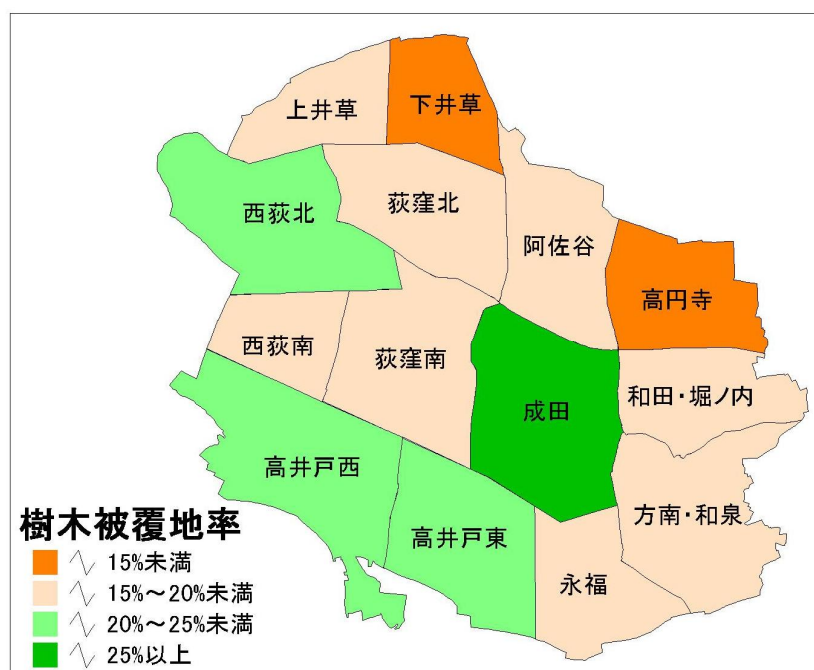 上井草
下井草
西荻北
荻窪北
阿佐谷
高円寺
西荻南
荻窪南
成田
和田・堀ノ内
高井戸西
高井戸東
方南・和泉
永福
樹木被覆地率
15%未満
15%～20%未満
20%～25%未満
25%以上